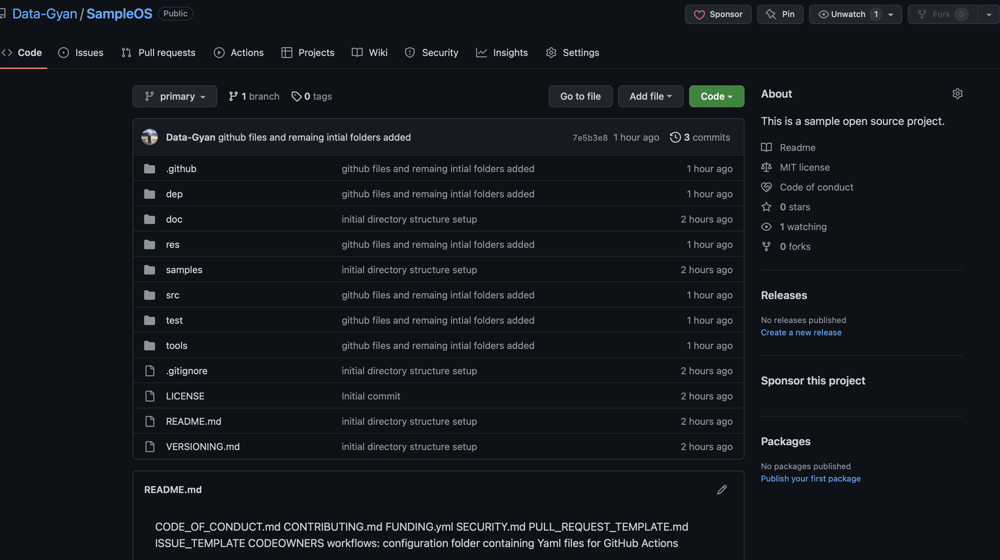 Data-Gyan / SampleOS Public
Sponsor Pin Unwatch 1 Fork 0
Code Issues Pull requests Actions Projects Wiki Security Insights Settings
primary 1 branch 0 tags Go to file Add file Code
Data-Gyan github files and remaing intial folders added 7e5b3e8 1 hour ago 3 commits
.github github files and remaing intial folders added 1 hour ago
dep github files and remaing intial folders added 1 hour ago
doc initial directory structure setup 2 hours ago
res github files and remaing intial folders added 1 hour ago
samples initial directory structure setup 2 hours ago
src github files and remaing intial folders added 1 hour ago
test github files and remaing intial folders added 1 hour ago
tools github files and remaing intial folders added 1 hour ago
.gitignore initial directory structure setup 2 hours ago
LICENSE Initial commit 2 hours ago
README.md initial directory structure setup 2 hours ago
VERSIONING.md initial directory structure setup 2 hours ago
README.md
CODE_OF_CONDUCT.md CONTRIBUTING.md FUNDING.yml SECURITY.md PULL_REQUEST_TEMPLATE.md
ISSUE_TEMPLATE CODEOWNERS workflows: configuration folder containing Yaml files for GitHub Actions
About
This is a sample open source project.
Readme
MIT license
Code of conduct
0 stars
1 watching
0 forks
Releases
No releases published
Create a new release
Sponsor this project
Packages
No packages published
Publish your first package